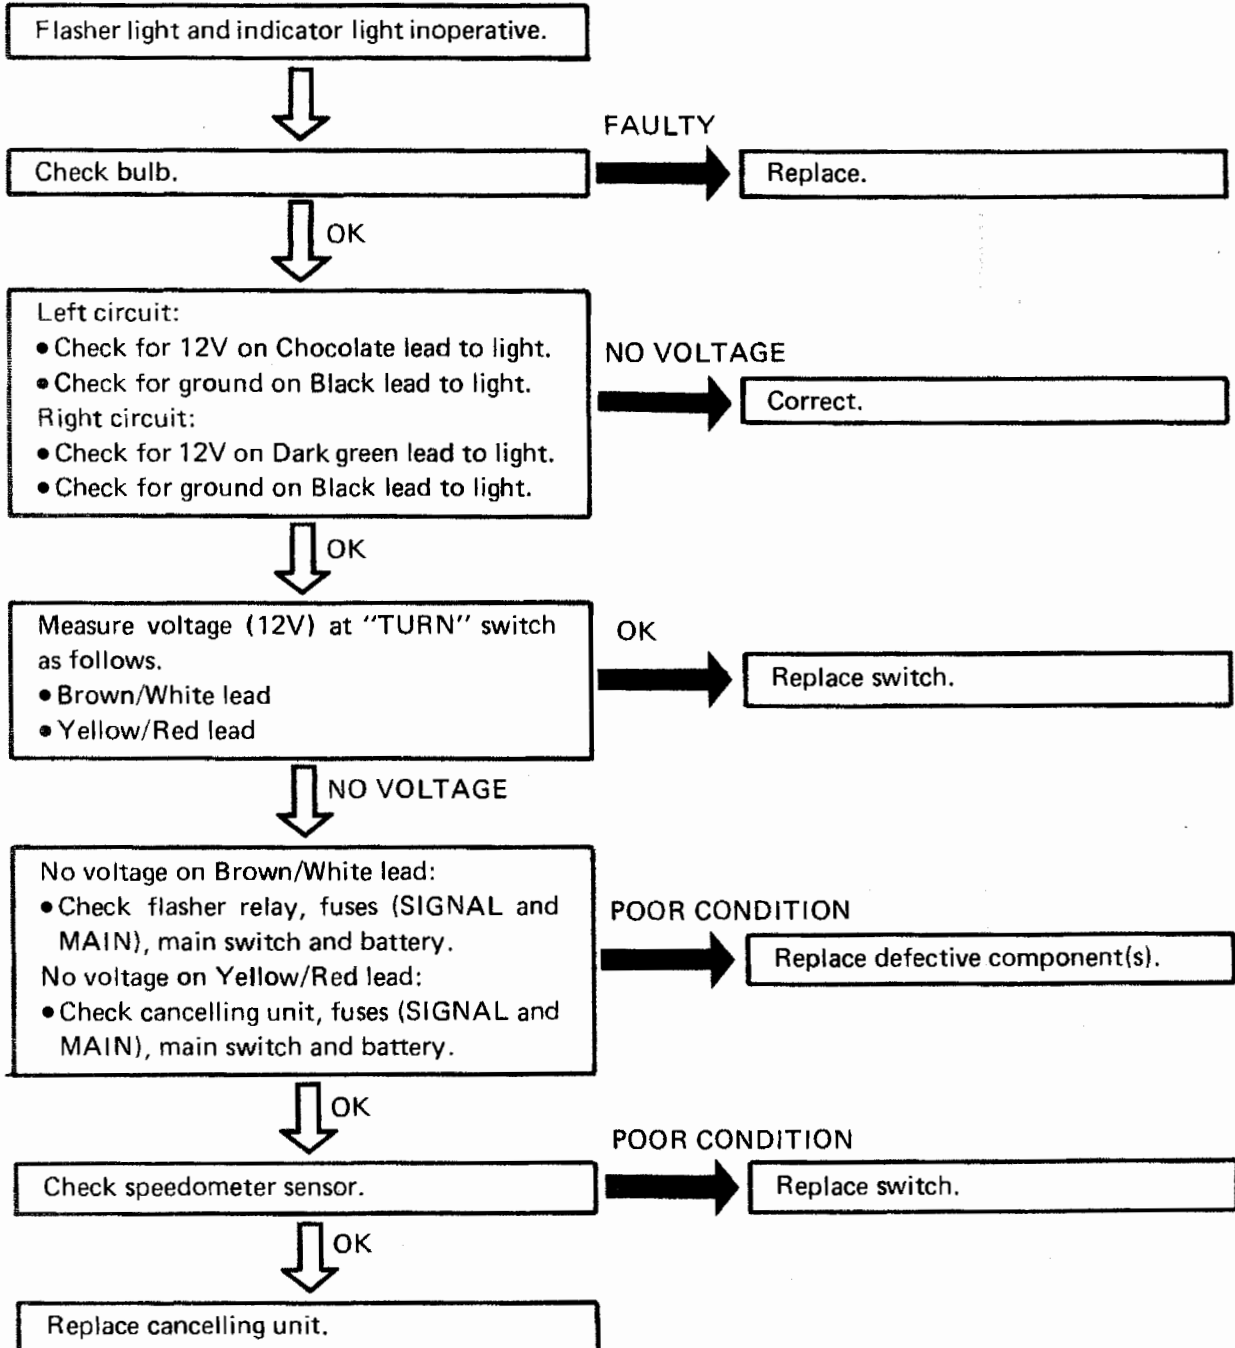 Flasher light and indicator light inoperative.
FAULTY
Check bulb.
Replace.
OK
Left circuit:
• Check for 12V on Chocolate lead to light.
• Check for ground on Black lead to light.
Right circuit:
• Check for 12V on Dark green lead to light.
• Check for ground on Black lead to light.
NO VOLTAGE
Correct.
OK
Measure voltage (12V) at “TURN” switch
as follows.
• Brown/White lead
• Yellow/Red lead
OK
Replace switch.
NO VOLTAGE
No voltage on Brown/White lead:
• Check flasher relay, fuses (SIGNAL and
MAIN), main switch and battery.
No voltage on Yellow/Red lead:
• Check cancelling unit, fuses (SIGNAL and
MAIN), main switch and battery.
POOR CONDITION
Replace defective component(s).
OK
POOR CONDITION
Check speedometer sensor.
Replace switch.
OK
Replace cancelling unit.